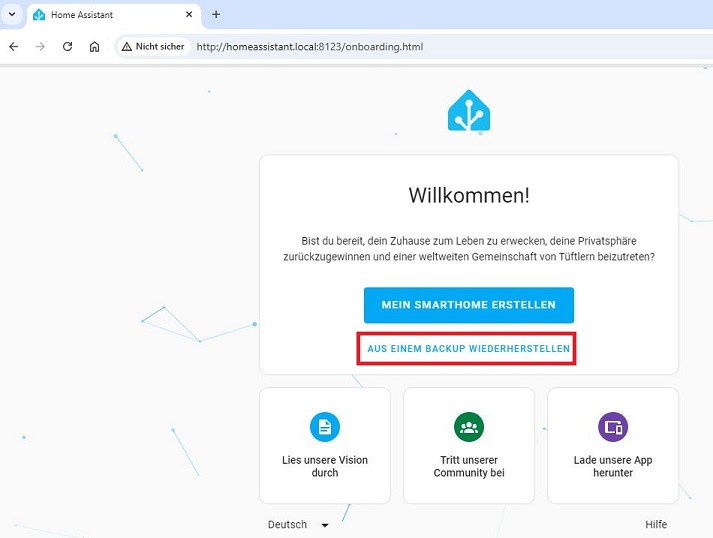 Home Assistant
Nicht sicher
http://homeassistant.local:8123/onboarding.html
Willkommen!
Bist du bereit, dein Zuhause zum Leben zu erwecken, deine Privatsphäre
zurückzugewinnen und einer weltweiten Gemeinschaft von Tüftlern beizutreten?
MEIN SMARTHOME ERSTELLEN
AUS EINEM BACKUP WIEDERHERSTELLEN
Lies unsere Vision
durch
Tritt unserer
Community bei
Lade unsere App
herunter
Deutsch
Hilfe